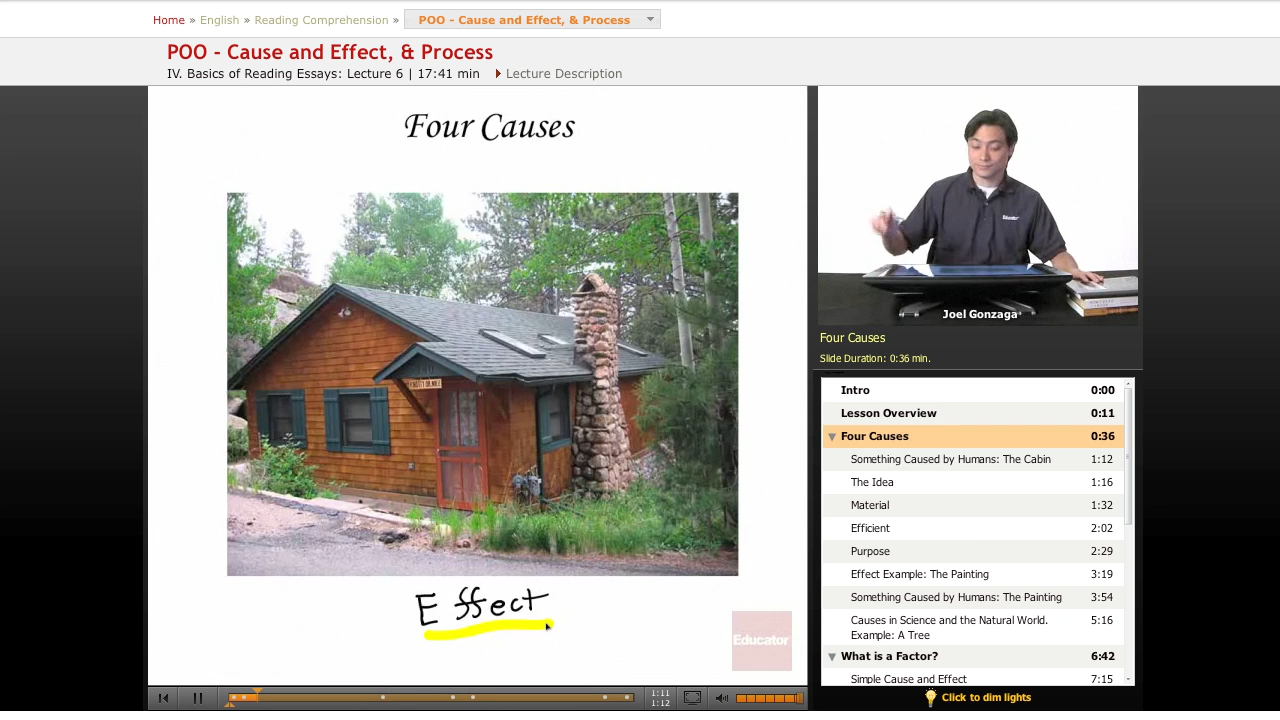 Home » English » Reading Comprehension » POO - Cause and Effect, & Process
POO - Cause and Effect, & Process
IV. Basics of Reading Essays: Lecture 6 | 17:41 min Lecture Description
Four Causes
Effect
Educator
1:11
1:12
Educator
Joel Gonzaga
Four Causes
Slide Duration: 0:36 min.
Intro 0:00
Lesson Overview 0:11
Four Causes 0:36
Something Caused by Humans: The Cabin 1:12
The Idea 1:16
Material 1:32
Efficient 2:02
Purpose 2:29
Effect Example: The Painting 3:19
Something Caused by Humans: The Painting 3:54
Causes in Science and the Natural World. 5:16
Example: A Tree
What is a Factor? 6:42
Simple Cause and Effect 7:15
Click to dim lights